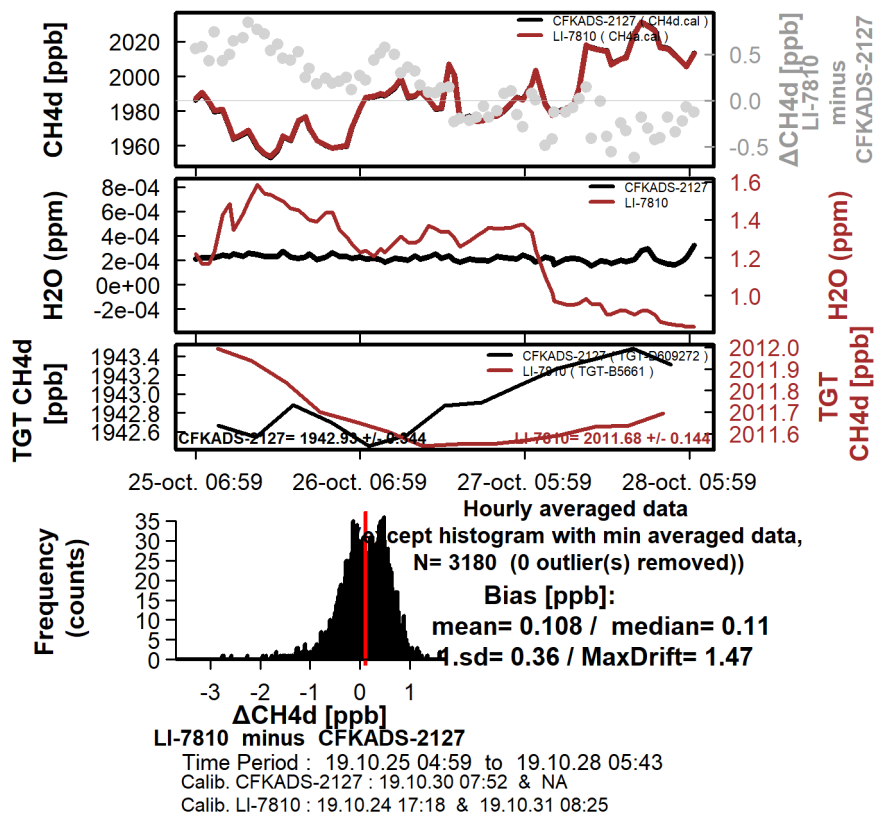 CH4d [ppb]
2020
2000
1980
1960
CFKADS-2127 ( CH4d.cal )
LI-7810 ( CH4a.cal )
0.5
0.0
-0.5
ΔCH4d [ppb]
LI-7810
minus
CFKADS-2127
H2O (ppm)
8e-04
6e-04
4e-04
2e-04
0e+00
-2e-04
CFKADS-2127
LI-7810
1.6
1.4
1.2
1.0
H2O (ppm)
TGT CH4d
[ppb]
1943.4
1943.2
1943.0
1942.8
1942.6
CFKADS-2127 ( TGT-D609272 )
LI-7810 ( TGT-B5661 )
CFKADS-2127= 1942.93 +/- 0.344
LI-7810= 2011.68 +/- 0.144
2012.0
2011.9
2011.8
2011.7
2011.6
TGT
CH4d [ppb]
25-oct. 06:59
26-oct. 06:59
27-oct. 06:59
28-oct. 05:59
Frequency
(counts)
35
30
25
20
15
10
5
0
Hourly averaged data
(except histogram with min averaged data,
N= 3180 (0 outlier(s) removed))
Bias [ppb]:
mean= 0.108 / median= 0.11
1.sd= 0.36 / MaxDrift= 1.47
-3
-2
-1
0
1
ΔCH4d [ppb]
LI-7810 minus CFKADS-2127
Time Period : 19.10.25 04:59 to 19.10.28 05:43
Calib. CFKADS-2127 : 19.10.30 07:52 & NA
Calib. LI-7810 : 19.10.24 17:18 & 19.10.31 08:25